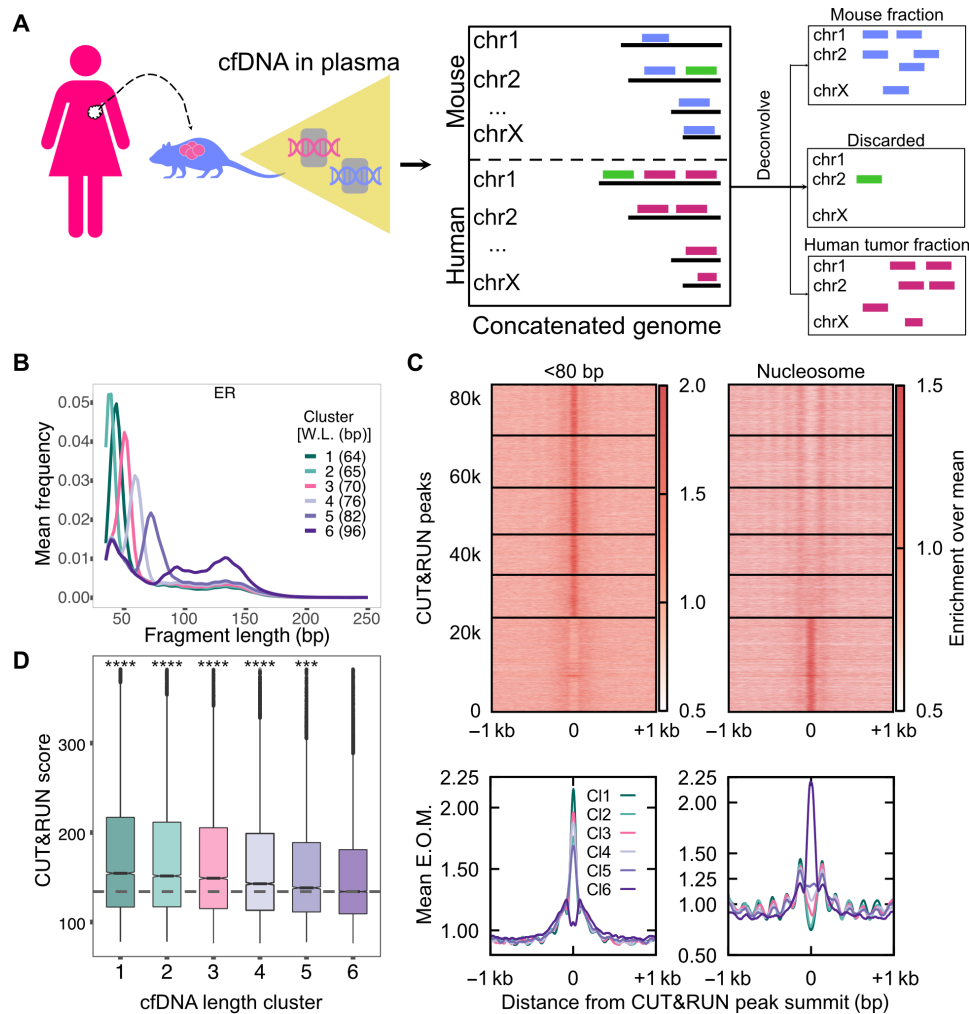 A
cfDNA in plasma
Mouse
chr1
chr2
...
chrX
Human
chr1
chr2
...
chrX
Concatenated genome
Deconvolve
Mouse fraction
chr1
chr2
chrX
Discarded
chr1
chr2
chrX
Human tumor fraction
chr1
chr2
chrX
B
ER
Cluster
[W.L. (bp)]
1 (64)
2 (65)
3 (70)
4 (76)
5 (82)
6 (96)
Mean frequency
0.05
0.04
0.03
0.02
0.01
0.00
50 100 150 200 250
Fragment length (bp)
C
<80 bp
Nucleosome
CUT&RUN peaks
80k
60k
40k
20k
0
−1 kb 0 +1 kb
2.0
1.5
1.0
0.5
−1 kb 0 +1 kb
1.5
1.0
0.5
Enrichment over mean
Mean E.O.M.
2.25
2.00
1.50
1.00
Cl1
Cl2
Cl3
Cl4
Cl5
Cl6
−1 kb 0 +1 kb
2.25
2.00
1.50
1.25
1.00
0.50
−1 kb 0 +1 kb
Distance from CUT&RUN peak summit (bp)
D
**** **** **** **** ***
CUT&RUN score
300
200
100
1 2 3 4 5 6
cfDNA length cluster